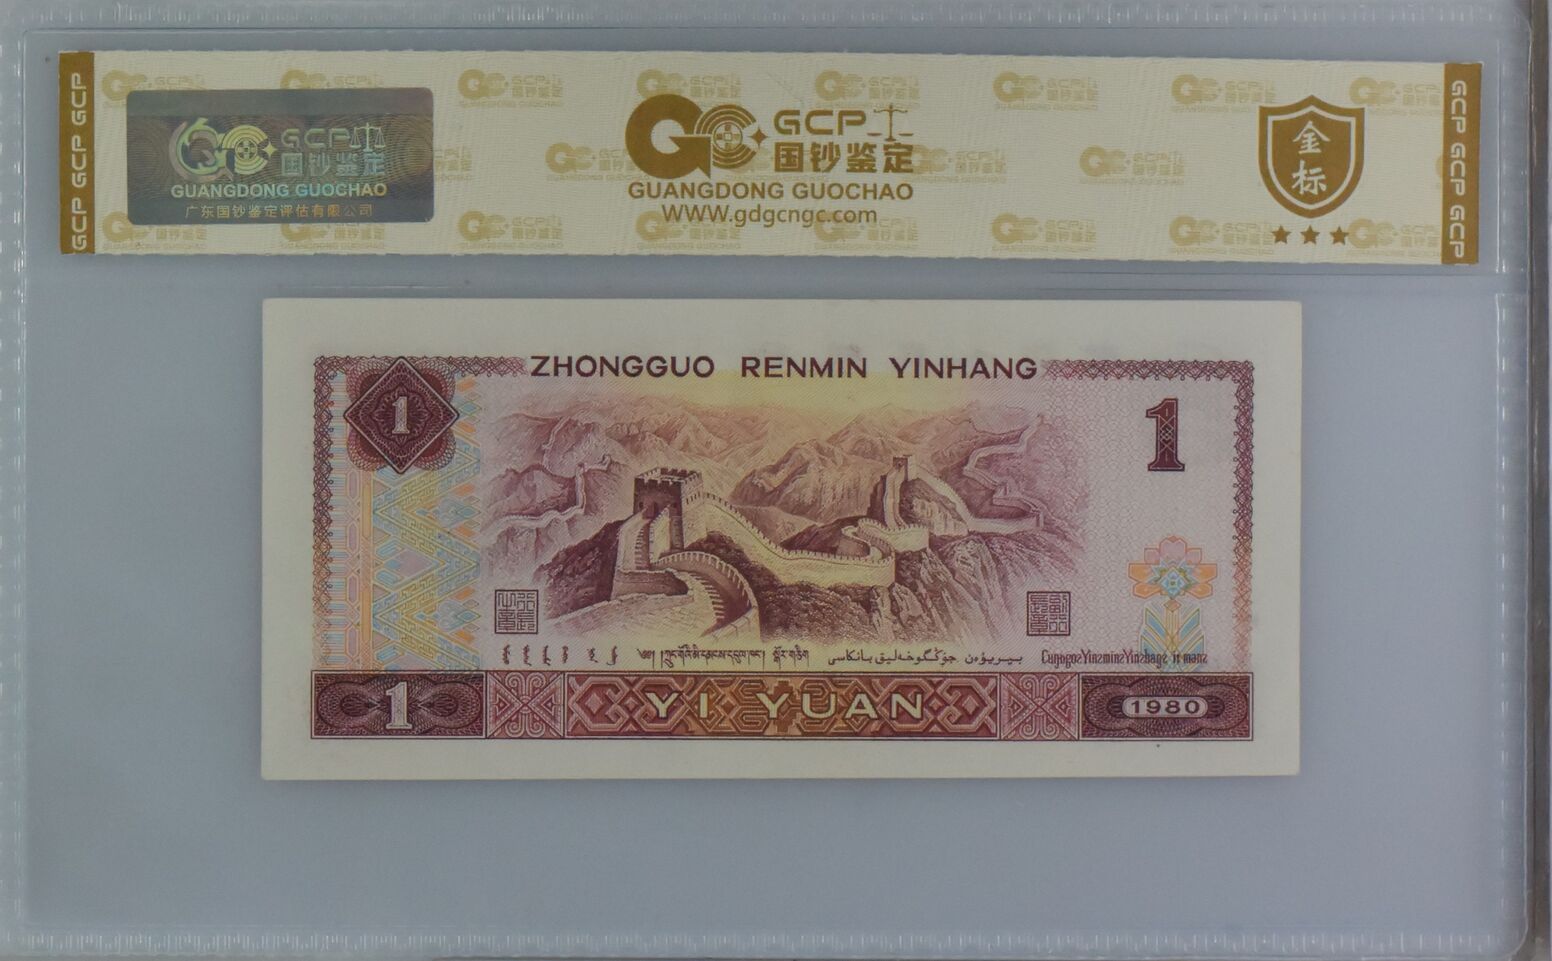 GCP GCP GCP
GCP
国钞鉴定
GUANGDONG GUOCHAO
广东国钞鉴定评估有限公司
GCP
国钞鉴定
GUANGDONG GUOCHAO
WWW.gdgcngc.com
金
标
GCP GCP GCP
ZHONGGUO RENMIN YINHANG
1
1
1
YI YUAN
1980